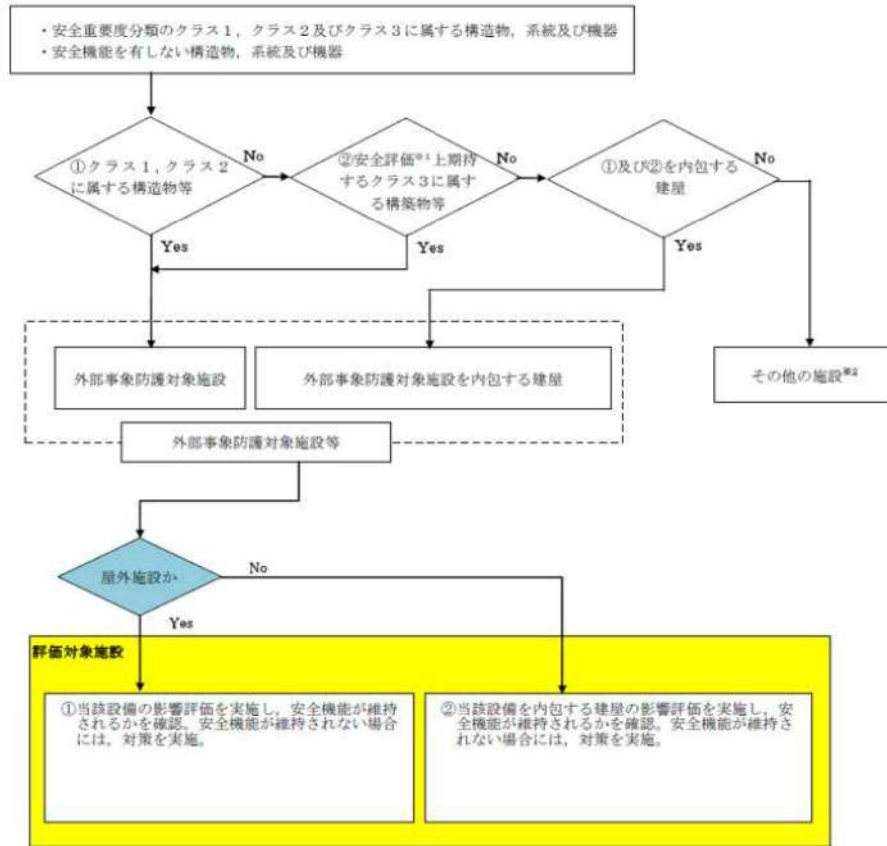 ・安全重要度分類のクラス１，クラス２及びクラス３に属する構造物，系統及び機器
・安全機能を有しない構造物，系統及び機器
①クラス１，クラス２
に属する構造物等
No
②安全評価※１上期待
するクラス３に属す
る構築物等
No
①及び②を内包する
建屋
No
Yes
Yes
Yes
外部事象防護対象施設
外部事象防護対象施設を内包する建屋
その他の施設※2
外部事象防護対象施設等
屋外施設か
No
Yes
評価対象施設
①当該設備の影響評価を実施し，安全機能が維持
されるかを確認。安全機能が維持されない場合
には，対策を実施。
②当該設備を内包する建屋の影響評価を実施し，安
全機能が維持されるかを確認。安全機能が維持さ
れない場合には，対策を実施。